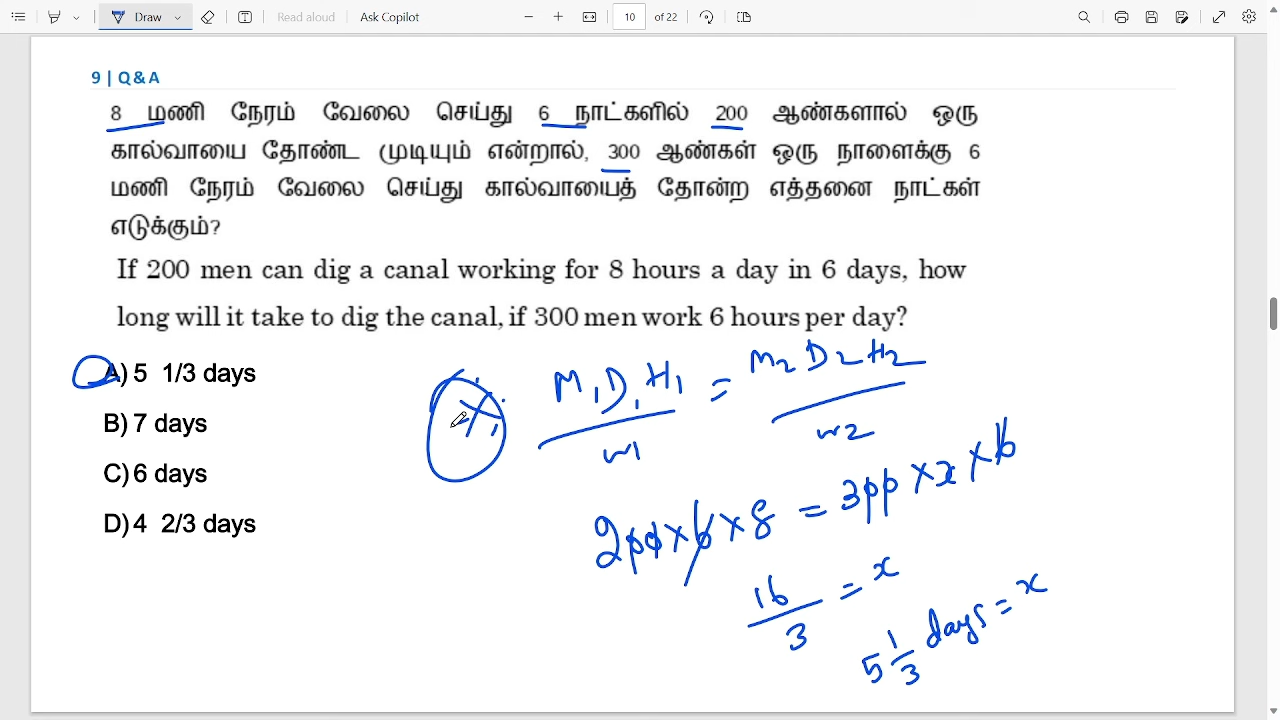 Draw
Read aloud
Ask Copilot
10 of 22
9 | Q&A
8 மணி நேரம் வேலை செய்து 6 நாட்களில் 200 ஆண்களால் ஒரு
கால்வாயை தோண்ட முடியும் என்றால், 300 ஆண்கள் ஒரு நாளைக்கு 6
மணி நேரம் வேலை செய்து கால்வாயைத் தோன்ற எத்தனை நாட்கள்
எடுக்கும்?
If 200 men can dig a canal working for 8 hours a day in 6 days, how
long will it take to dig the canal, if 300 men work 6 hours per day?
A) 5 1/3 days
B) 7 days
C) 6 days
D) 4 2/3 days
M1D1H1/w1 = M2D2H2/w2
200×6×8 = 300×x×6
16/3 = x
5 1/3 days = x